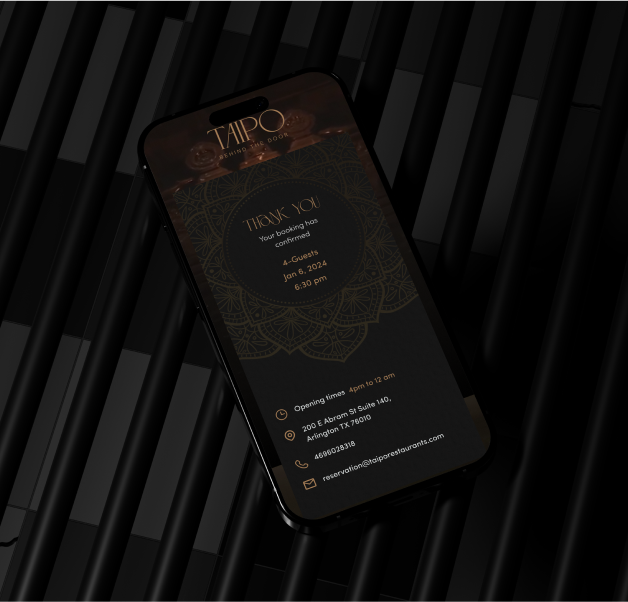 TAIPO
BEHIND THE DOOR
THANK YOU
Your booking has
confirmed
4-Guests
Jan 6, 2024
6:30 pm
Opening times 4pm to 12 am
200 E Abram St Suite 140,
Arlington TX 76010
4696028318
reservation@taiporestaurants.com